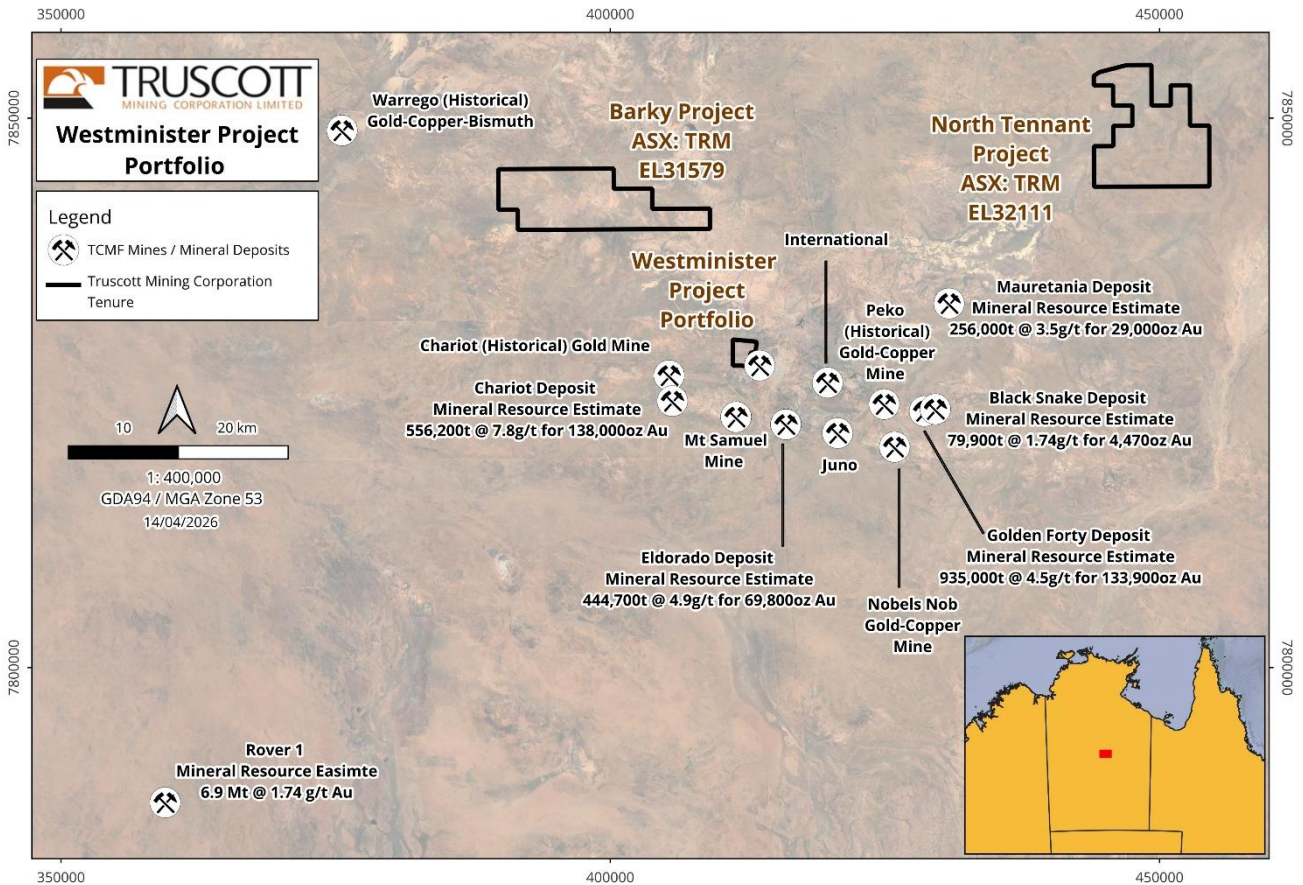 350000
400000
450000
TRUSCOTT
MINING CORPORATION LIMITED
Westminister Project
Portfolio
Legend
TCMF Mines / Mineral Deposits
Truscott Mining Corporation
Tenure
10
20 km
1: 400,000
GDA94 / MGA Zone 53
14/04/2026
7850000
7800000
Warrego (Historical)
Gold-Copper-Bismuth
Barky Project
ASX: TRM
EL31579
North Tennant
Project
ASX: TRM
EL32111
Westminister
Project
Portfolio
International
Peko
(Historical)
Gold-Copper
Mine
Mauretania Deposit
Mineral Resource Estimate
256,000t @ 3.5g/t for 29,000oz Au
Chariot (Historical) Gold Mine
Chariot Deposit
Mineral Resource Estimate
556,200t @ 7.8g/t for 138,000oz Au
Mt Samuel
Mine
Juno
Black Snake Deposit
Mineral Resource Estimate
79,900t @ 1.74g/t for 4,470oz Au
Eldorado Deposit
Mineral Resource Estimate
444,700t @ 4.9g/t for 69,800oz Au
Golden Forty Deposit
Mineral Resource Estimate
935,000t @ 4.5g/t for 133,900oz Au
Nobels Nob
Gold-Copper
Mine
Rover 1
Mineral Resource Easimte
6.9 Mt @ 1.74 g/t Au
7850000
7800000
350000
400000
450000